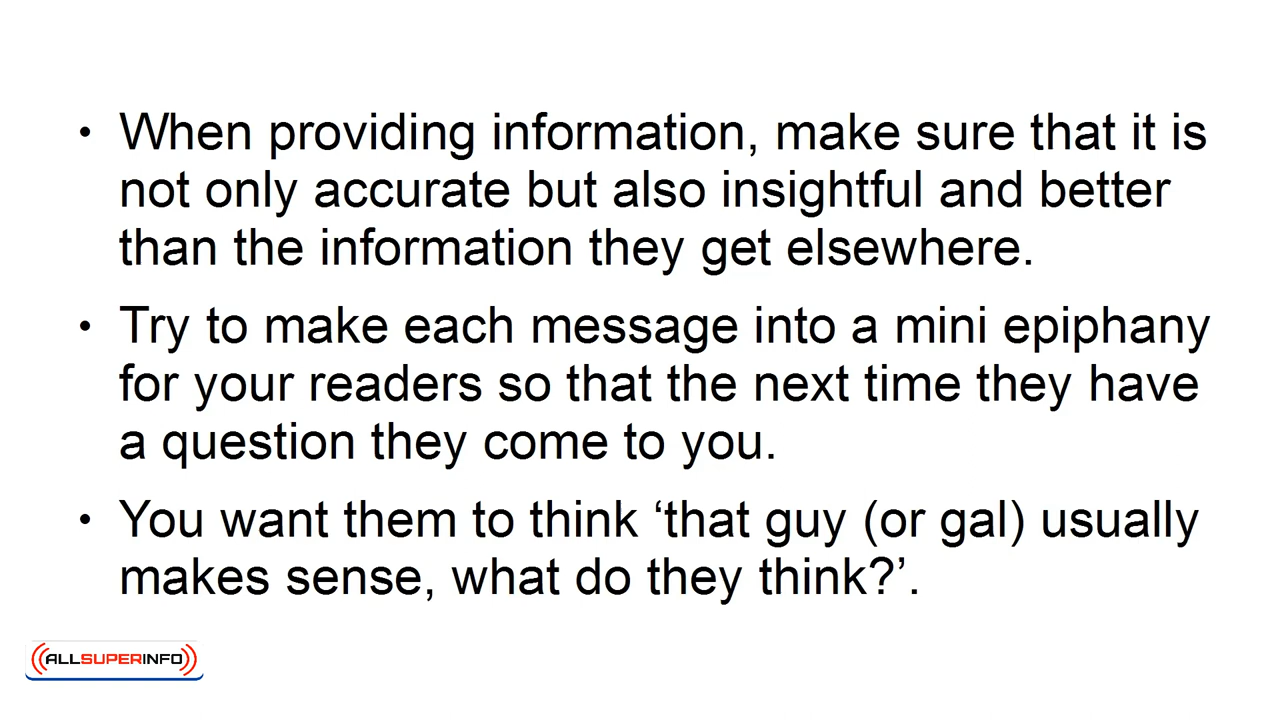 • When providing information, make sure that it is
not only accurate but also insightful and better
than the information they get elsewhere.
• Try to make each message into a mini epiphany
for your readers so that the next time they have
a question they come to you.
• You want them to think ‘that guy (or gal) usually
makes sense, what do they think?’.
ALLSUPERINFO